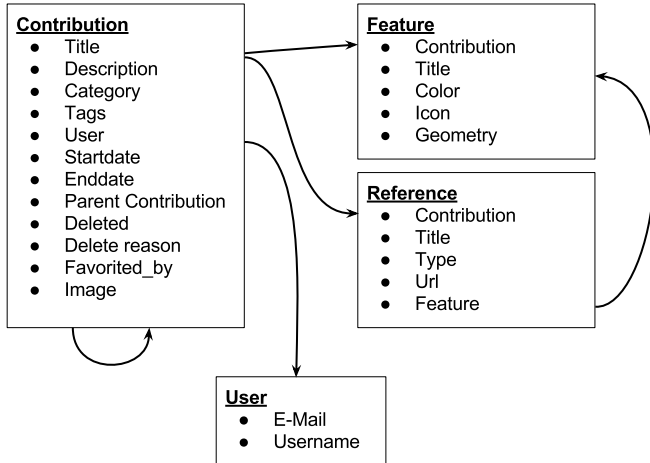 Contribution
● Title
● Description
● Category
● Tags
● User
● Startdate
● Enddate
● Parent Contribution
● Deleted
● Delete reason
● Favorited_by
● Image
Feature
● Contribution
● Title
● Color
● Icon
● Geometry
Reference
● Contribution
● Title
● Type
● Url
● Feature
User
● E-Mail
● Username